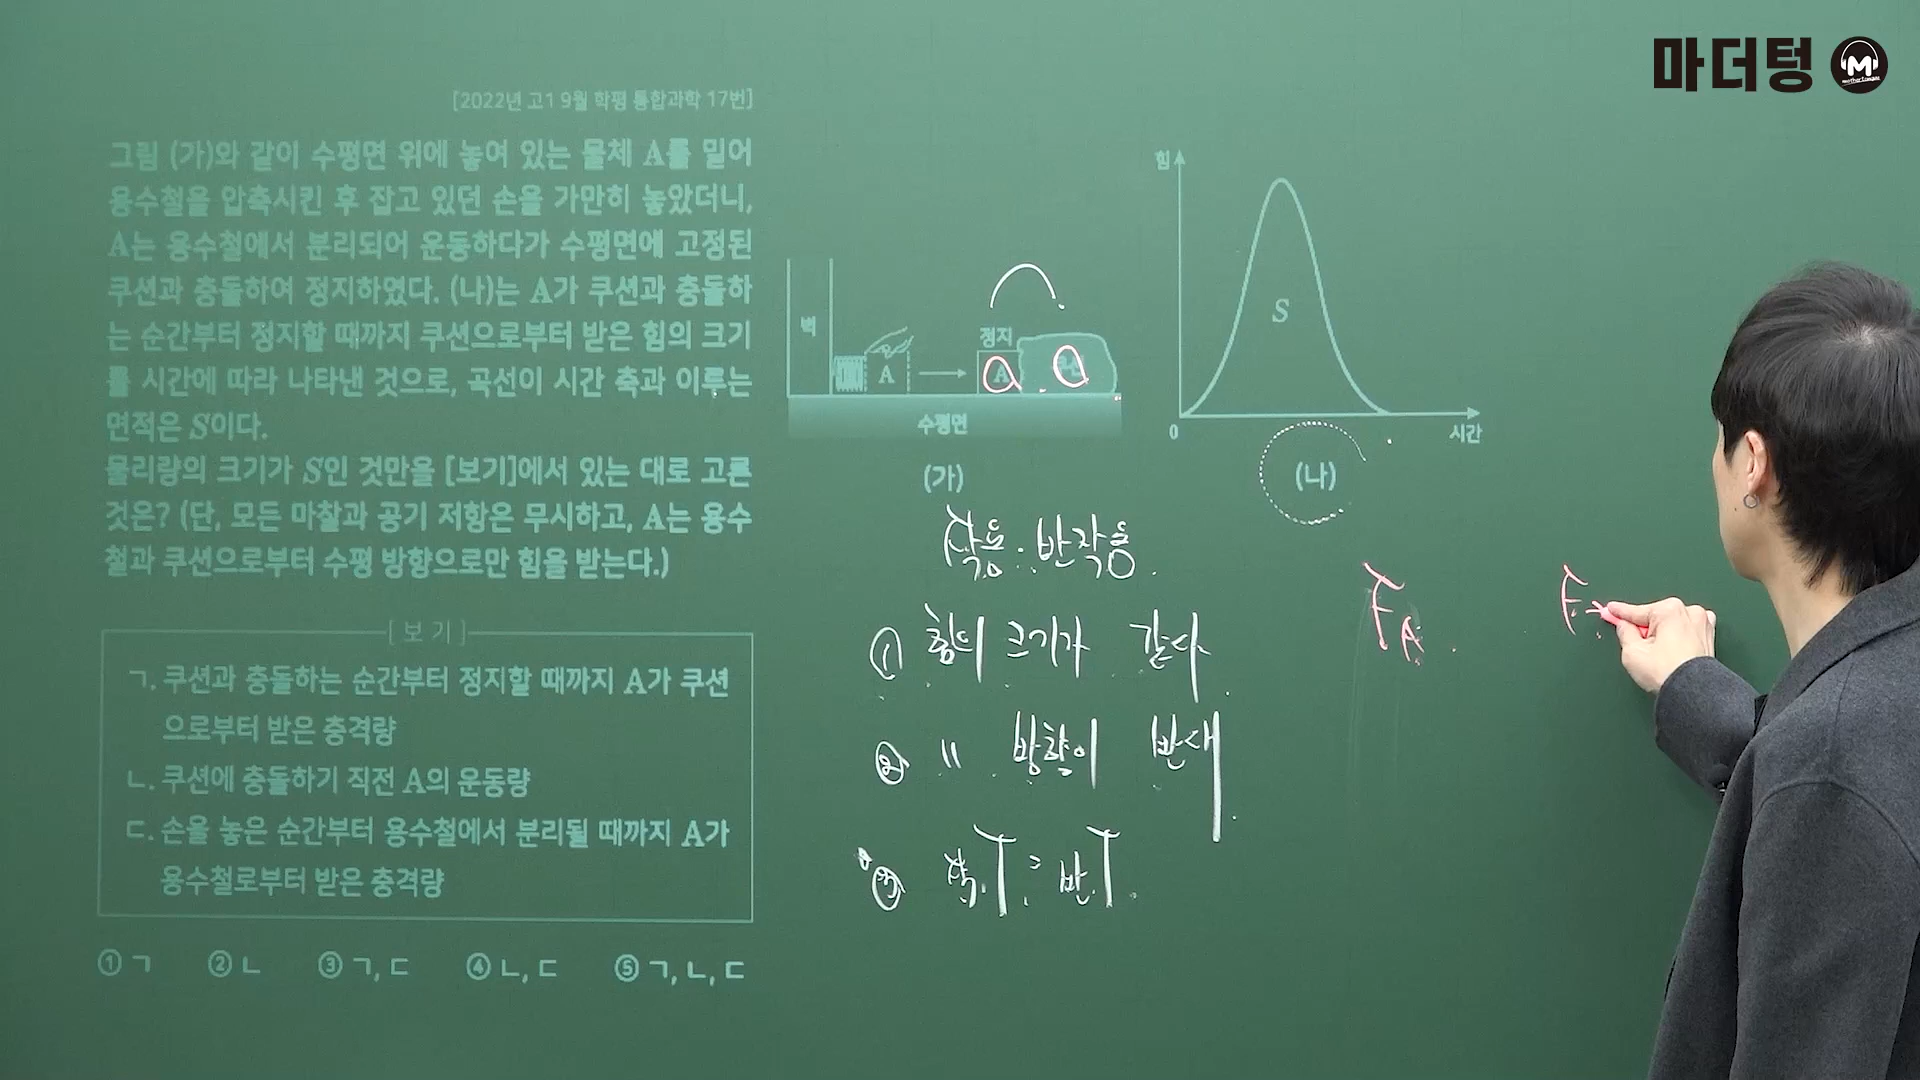 마더텅
[2022년 고1 9월 학평 통합과학 17번]
그림 (가)와 같이 수평면 위에 놓여 있는 물체 A를 밀어
용수철을 압축시킨 후 잡고 있던 손을 가만히 놓았더니,
A는 용수철에서 분리되어 운동하다가 수평면에 고정된
쿠션과 충돌하여 정지하였다. (나)는 A가 쿠션과 충돌하
는 순간부터 정지할 때까지 쿠션으로부터 받은 힘의 크기
를 시간에 따라 나타낸 것으로, 곡선이 시간 축과 이루는
면적은 S이다.
물리량의 크기가 S인 것만을 [보기]에서 있는 대로 고른
것은? (단, 모든 마찰과 공기 저항은 무시하고, A는 용수
철과 쿠션으로부터 수평 방향으로만 힘을 받는다.)
[보기]
ㄱ. 쿠션과 충돌하는 순간부터 정지할 때까지 A가 쿠션
으로부터 받은 충격량
ㄴ. 쿠션에 충돌하기 직전 A의 운동량
ㄷ. 손을 놓은 순간부터 용수철에서 분리될 때까지 A가
용수철로부터 받은 충격량
① ㄱ ② ㄴ ③ ㄱ, ㄷ ④ ㄴ, ㄷ ⑤ ㄱ, ㄴ, ㄷ
벽
A
정지
A
수평면
(가)
힘
S
0
시간
(나)
작용·반작용
① 힘의 크기가 같다.
② 〃 방향이 반대
③ 작.T = 반.T
F_A
F